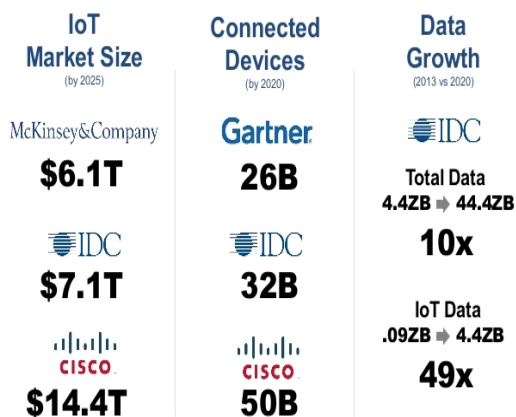 IoT
Market Size
(by 2025)
McKinsey&Company
$6.1T
IDC
$7.1T
CISCO
$14.4T
Connected
Devices
(by 2020)
Gartner
26B
IDC
32B
CISCO
50B
Data
Growth
(2013 vs 2020)
IDC
Total Data
4.4ZB ➡ 44.4ZB
10x
IoT Data
.09ZB ➡ 4.4ZB
49x